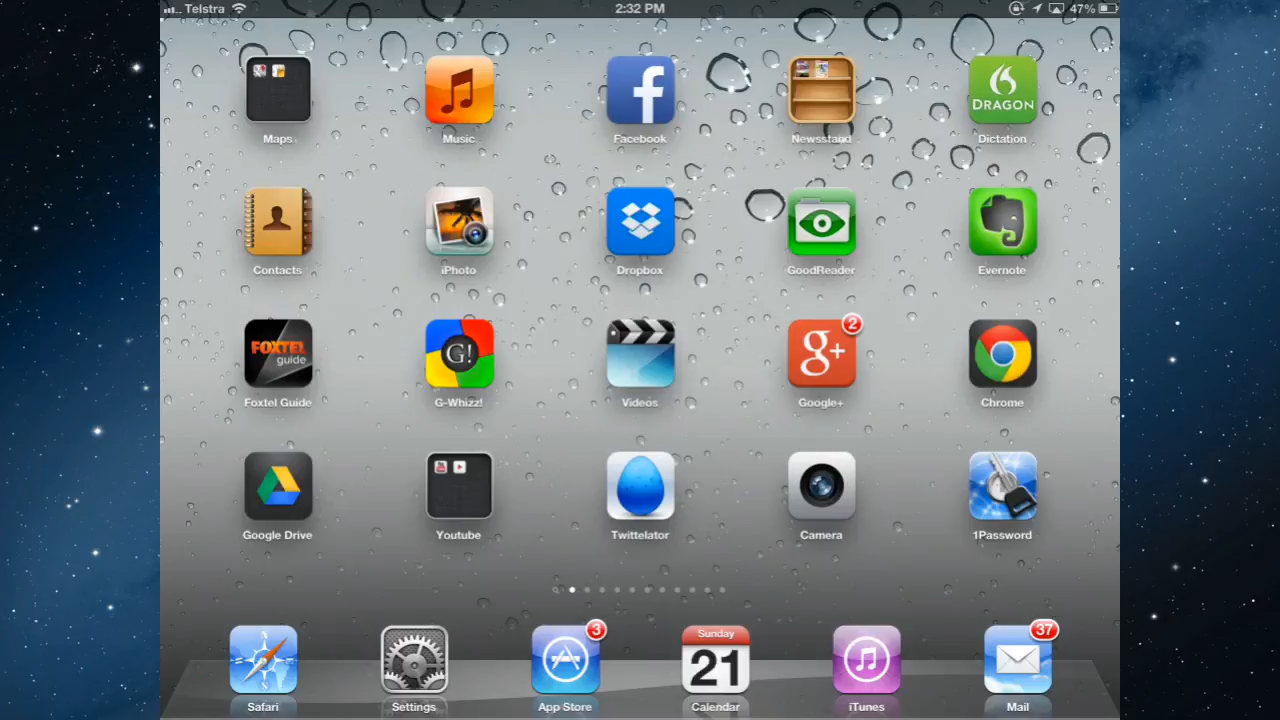 Telstra 2:32 PM 47%
DRAGON
Maps Music Facebook Newsstand Dictation
Contacts iPhoto Dropbox GoodReader Evernote
FOXTEL
guide
G!
g+
2
Foxtel Guide G-Whizz! Videos Google+ Chrome
Google Drive Youtube Twittelator Camera 1Password
3
Sunday
21
37
Safari Settings App Store Calendar iTunes Mail